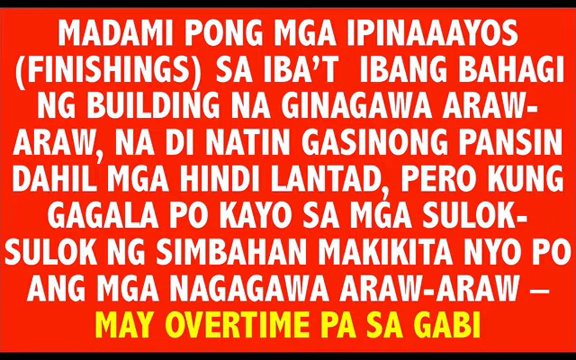 MADAMI PONG MGA IPINAAAYOS
(FINISHINGS) SA IBA'T IBANG BAHAGI
NG BUILDING NA GINAGAWA ARAW-
ARAW, NA DI NATIN GASINONG PANSIN
DAHIL MGA HINDI LANTAD, PERO KUNG
GAGALA PO KAYO SA MGA SULOK-
SULOK NG SIMBAHAN MAKIKITA NYO PO
ANG MGA NAGAGAWA ARAW-ARAW –
MAY OVERTIME PA SA GABI